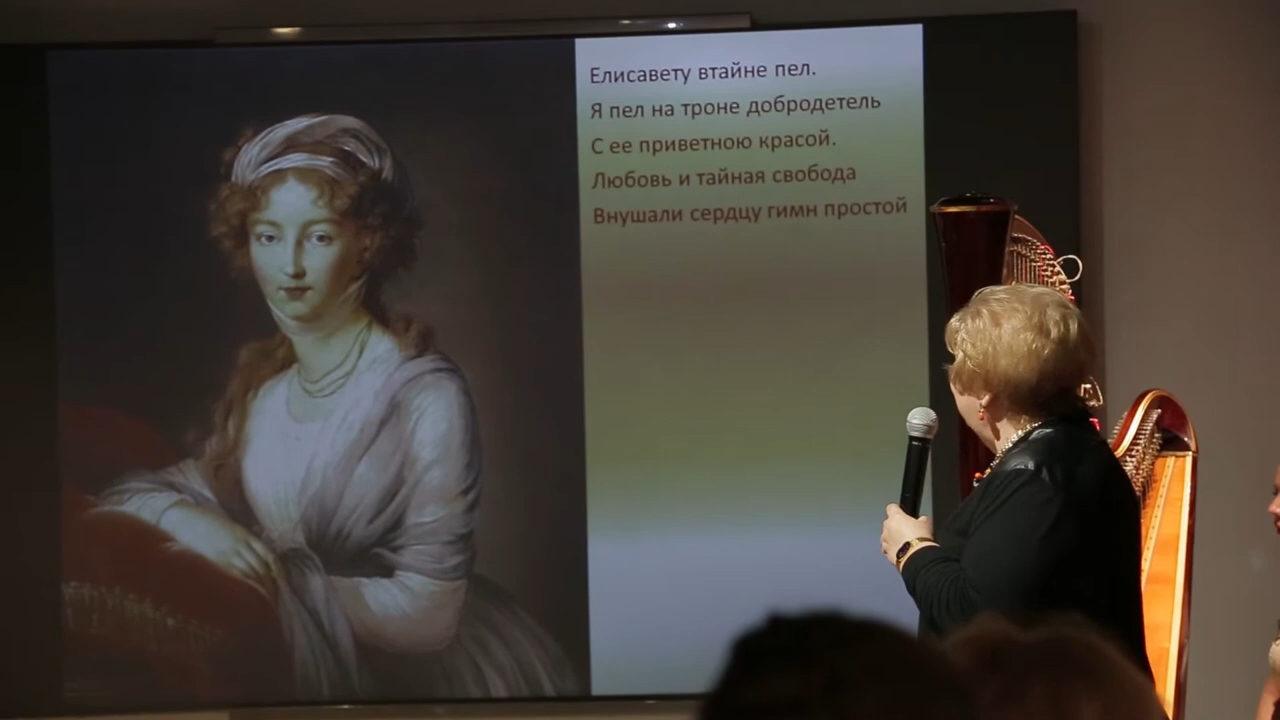 Елисавету втайне пел.
Я пел на троне добродетель
С ее приветною красой.
Любовь и тайная свобода
Внушали сердцу гимн простой